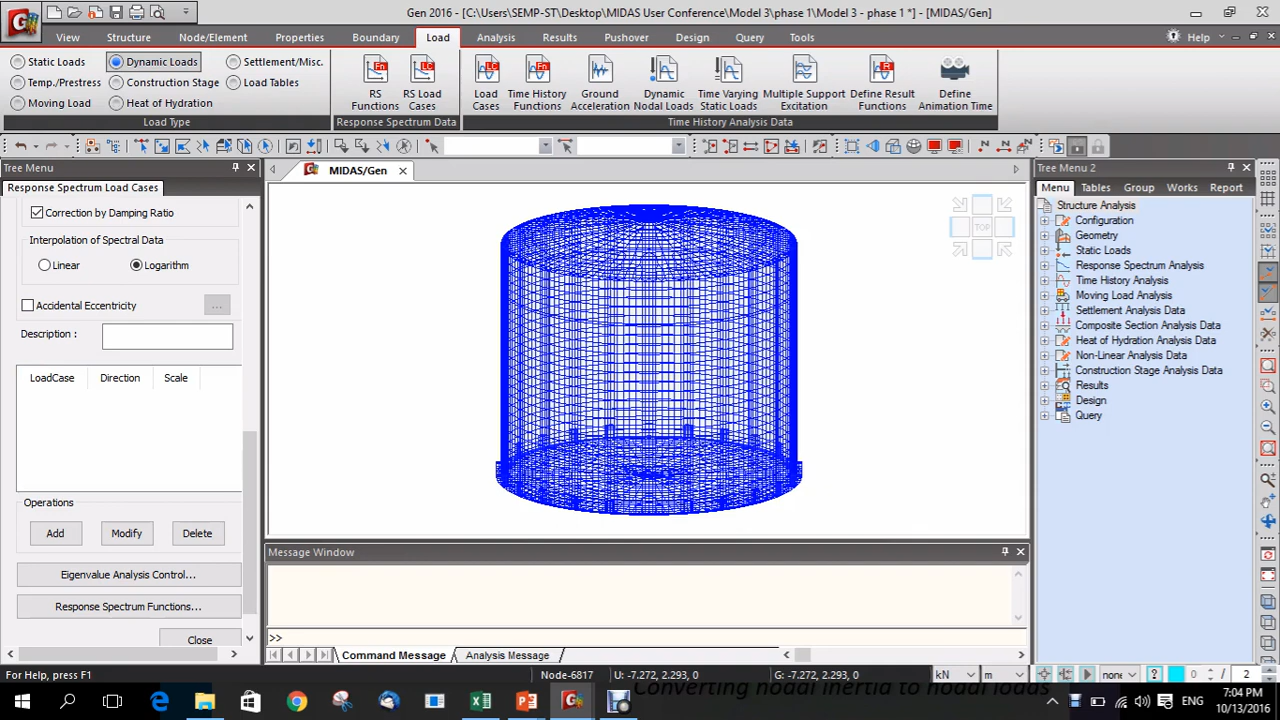 Gen 2016 - [C:\Users\SEMP-ST\Desktop\MIDAS User Conference\Model 3\phase 1\Model 3 - phase 1 *] - [MIDAS/Gen]
View Structure Node/Element Properties Boundary Load Analysis Results Pushover Design Query Tools Help
Static Loads Dynamic Loads Settlement/Misc.
Temp./Prestress Construction Stage Load Tables
Moving Load Heat of Hydration
Load Type
RS Functions
RS Load Cases
Response Spectrum Data
Load Cases
Time History Functions
Ground Acceleration
Dynamic Nodal Loads
Time Varying Static Loads
Multiple Support Excitation
Define Result Functions
Define Animation Time
Time History Analysis Data
Tree Menu
Response Spectrum Load Cases
Correction by Damping Ratio
Interpolation of Spectral Data
Linear Logarithm
Accidental Eccentricity ...
Description :
LoadCase Direction Scale
Operations
Add Modify Delete
Eigenvalue Analysis Control...
Response Spectrum Functions...
Close
MIDAS/Gen
TOP
Message Window
>>
Command Message Analysis Message
Tree Menu 2
Menu Tables Group Works Report
Structure Analysis
Configuration
Geometry
Static Loads
Response Spectrum Analysis
Time History Analysis
Moving Load Analysis
Settlement Analysis Data
Composite Section Analysis Data
Heat of Hydration Analysis Data
Non-Linear Analysis Data
Construction Stage Analysis Data
Results
Design
Query
For Help, press F1
Node-6817
U: -7.272, 2.293, 0
G: -7.272, 2.293, 0
kN
m
none
0 / 2
Converting nodal inertia to nodal loads
ENG
7:04 PM
10/13/2016